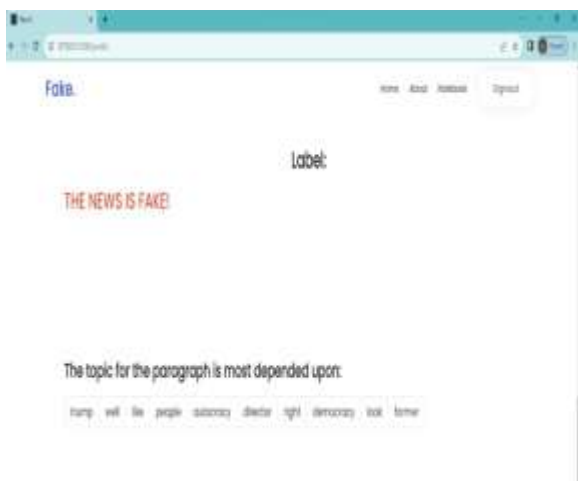 Fake.
Home About Notebook Signout
Label:
THE NEWS IS FAKE!
The topic for the paragraph is most depended upon:
trump well like people autocracy director right democracy look former